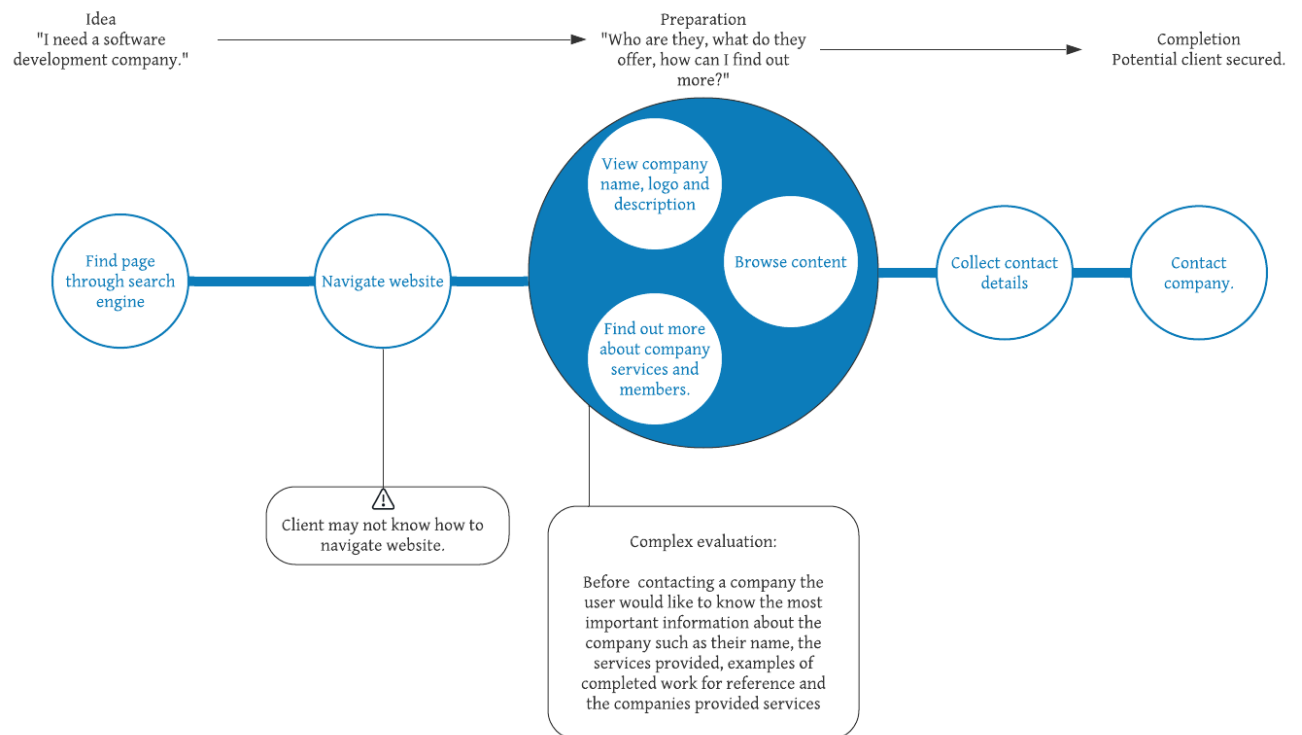 Idea
"I need a software
development company."
Preparation
"Who are they, what do they
offer, how can I find out
more?"
Completion
Potential client secured.
Find page
through search
engine
Navigate website
View company
name, logo and
description
Browse content
Find out more
about company
services and
members.
Collect contact
details
Contact
company.
Client may not know how to
navigate website.
Complex evaluation:
Before contacting a company the
user would like to know the most
important information about the
company such as their name, the
services provided, examples of
completed work for reference and
the companies provided services